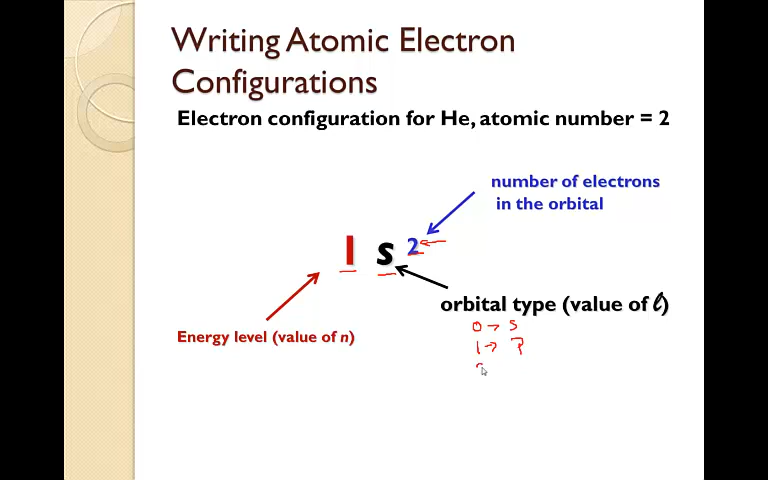 Writing Atomic Electron
Configurations
Electron configuration for He, atomic number = 2
number of electrons
in the orbital
1 s 2
orbital type (value of ℓ)
Energy level (value of n)
0 → s
1 → p